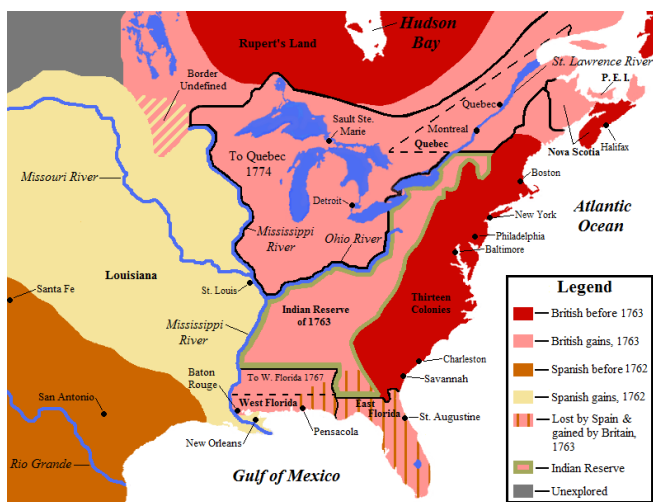 Hudson
Bay
Rupert's Land
St. Lawrence River
Border
Undefined
P. E. I.
Quebec
Sault Ste.
Marie
Montreal
Quebec
Nova Scotia
Halifax
To Quebec
1774
Missouri River
Boston
Detroit
Atlantic
Ocean
New York
Mississippi
River
Ohio River
Philadelphia
Baltimore
Louisiana
Santa Fe
St. Louis
Indian Reserve
of 1763
Thirteen
Colonies
Mississippi
River
Legend
British before 1763
British gains, 1763
Spanish before 1762
Spanish gains, 1762
Lost by Spain &
gained by Britain,
1763
Indian Reserve
Unexplored
Charleston
Savannah
To W. Florida 1767
Baton
Rouge
West Florida
East
Florida
San Antonio
St. Augustine
New Orleans
Pensacola
Rio Grande
Gulf of Mexico